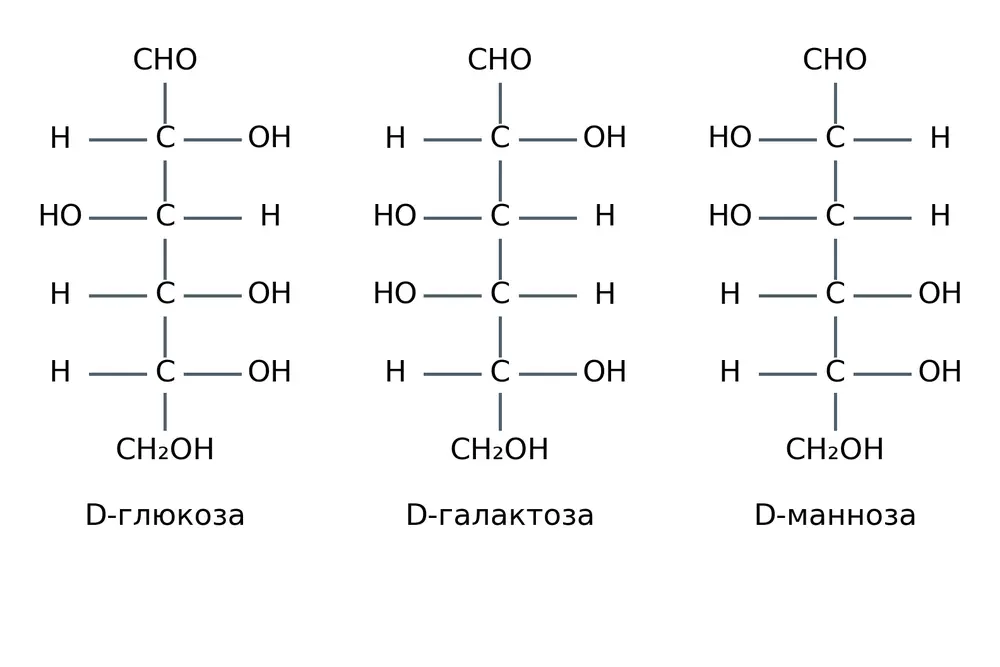 CHO CHO CHO
H C OH H C OH HO C H
HO C H HO C H HO C H
H C OH HO C H H C OH
H C OH H C OH H C OH
CH₂OH CH₂OH CH₂OH
D-глюкоза D-галактоза D-манноза